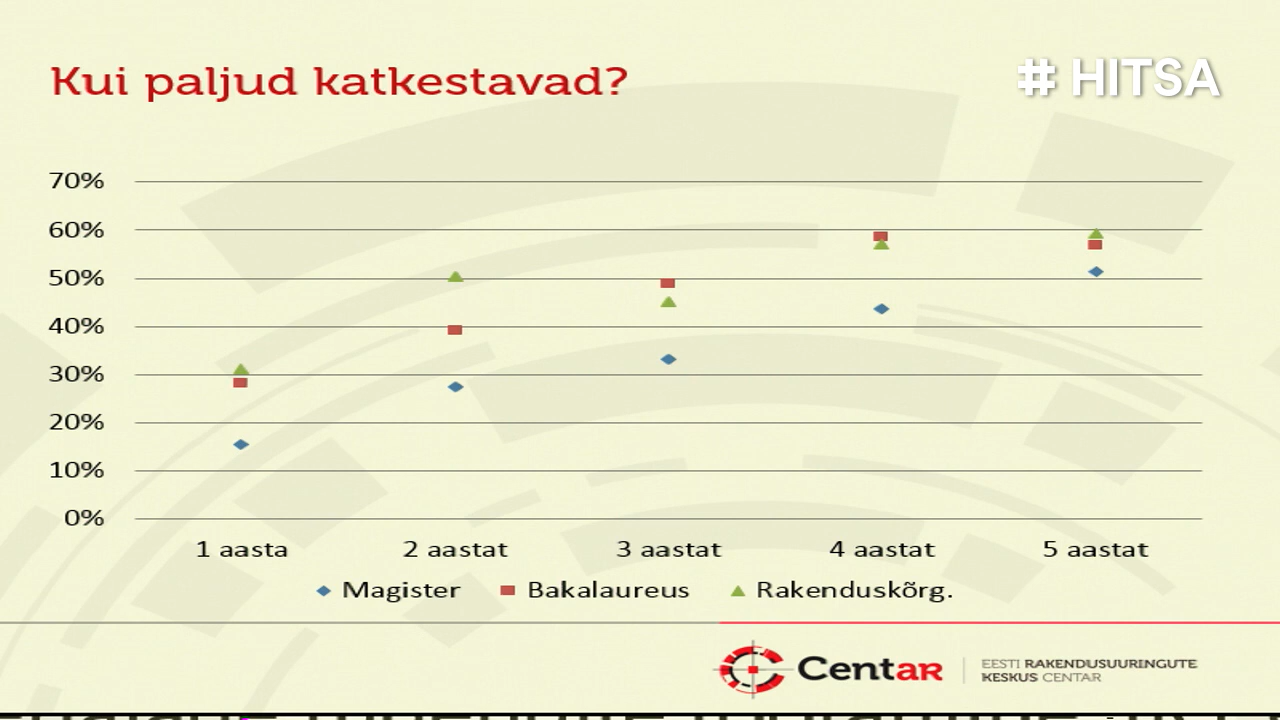 Kui paljud katkestavad?
# HITSA
70%
60%
50%
40%
30%
20%
10%
0%
1 aasta 2 aastat 3 aastat 4 aastat 5 aastat
Magister Bakalaureus Rakenduskõrg.
Centar
EESTI RAKENDUSUURINGUTE
KESKUS CENTAR